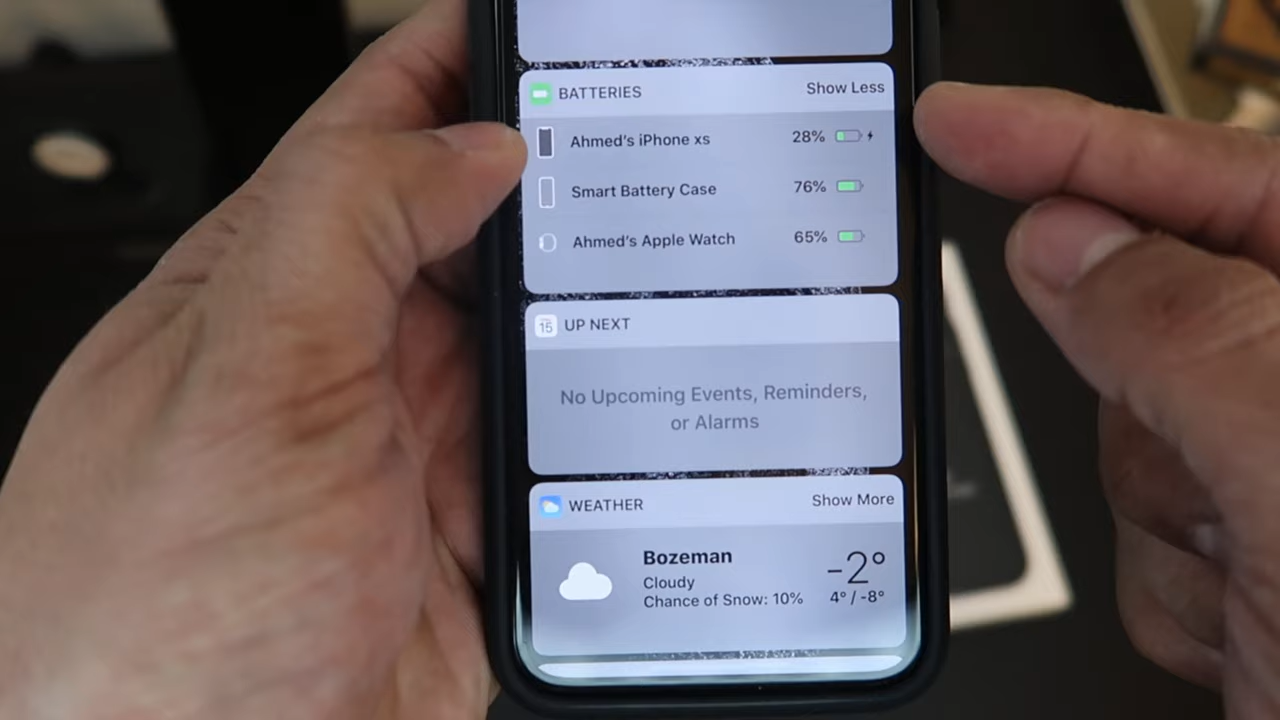 BATTERIES Show Less
Ahmed's iPhone xs 28%
Smart Battery Case 76%
Ahmed's Apple Watch 65%
15 UP NEXT
No Upcoming Events, Reminders,
or Alarms
WEATHER Show More
Bozeman -2°
Cloudy
Chance of Snow: 10% 4° / -8°